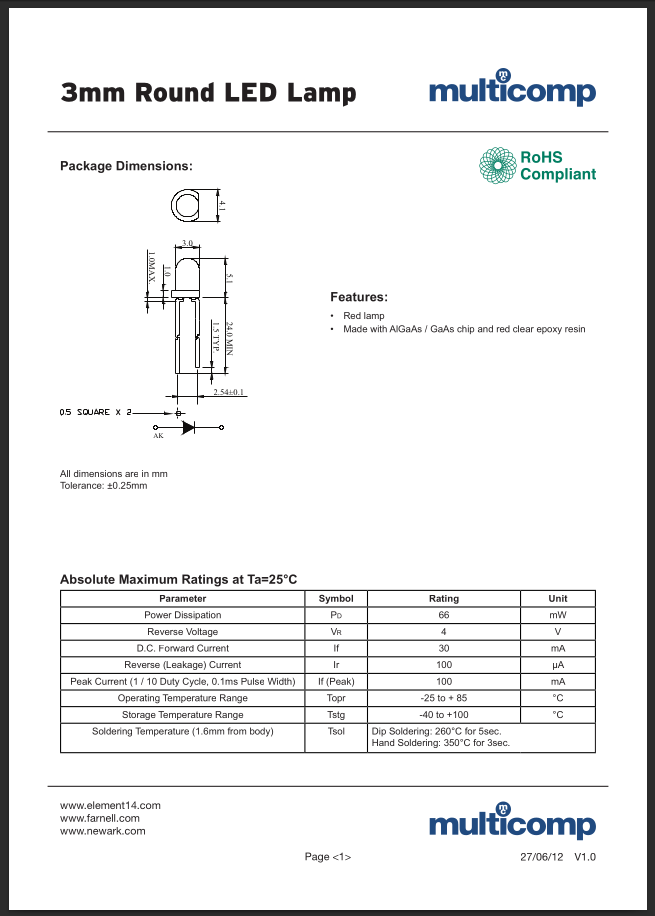 3mm Round LED Lamp
mc
multicomp
Package Dimensions:
RoHS
Compliant
4.1
3.0
1.0MAX.
1.0
5.1
1.5 TYP.
24.0 MIN
2.54±0.1
0.5 SQUARE X 2
AK
Features:
• Red lamp
• Made with AlGaAs / GaAs chip and red clear epoxy resin
All dimensions are in mm
Tolerance: ±0.25mm
Absolute Maximum Ratings at Ta=25°C
Parameter Symbol Rating Unit
Power Dissipation PD 66 mW
Reverse Voltage VR 4 V
D.C. Forward Current If 30 mA
Reverse (Leakage) Current Ir 100 µA
Peak Current (1 / 10 Duty Cycle, 0.1ms Pulse Width) If (Peak) 100 mA
Operating Temperature Range Topr -25 to + 85 °C
Storage Temperature Range Tstg -40 to +100 °C
Soldering Temperature (1.6mm from body) Tsol Dip Soldering: 260°C for 5sec.
Hand Soldering: 350°C for 3sec.
www.element14.com
www.farnell.com
www.newark.com
mc
multicomp
Page <1>
27/06/12 V1.0